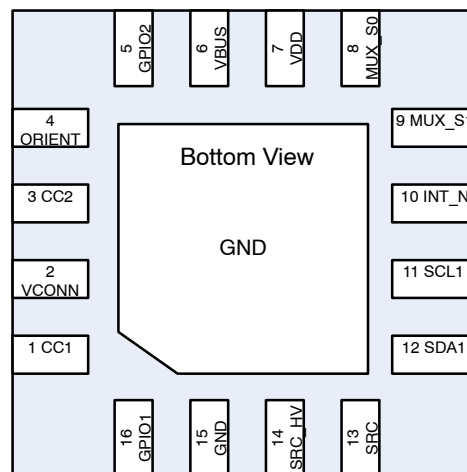 5
GPIO2
6
VBUS
7
VDD
8
MUX_S0
4
ORIENT
9 MUX_S1
3 CC2
10 INT_N
2
VCONN
11 SCL1
1 CC1
12 SDA1
Bottom View
GND
16
GPIO1
15
GND
14
SRC_HV
13
SRC